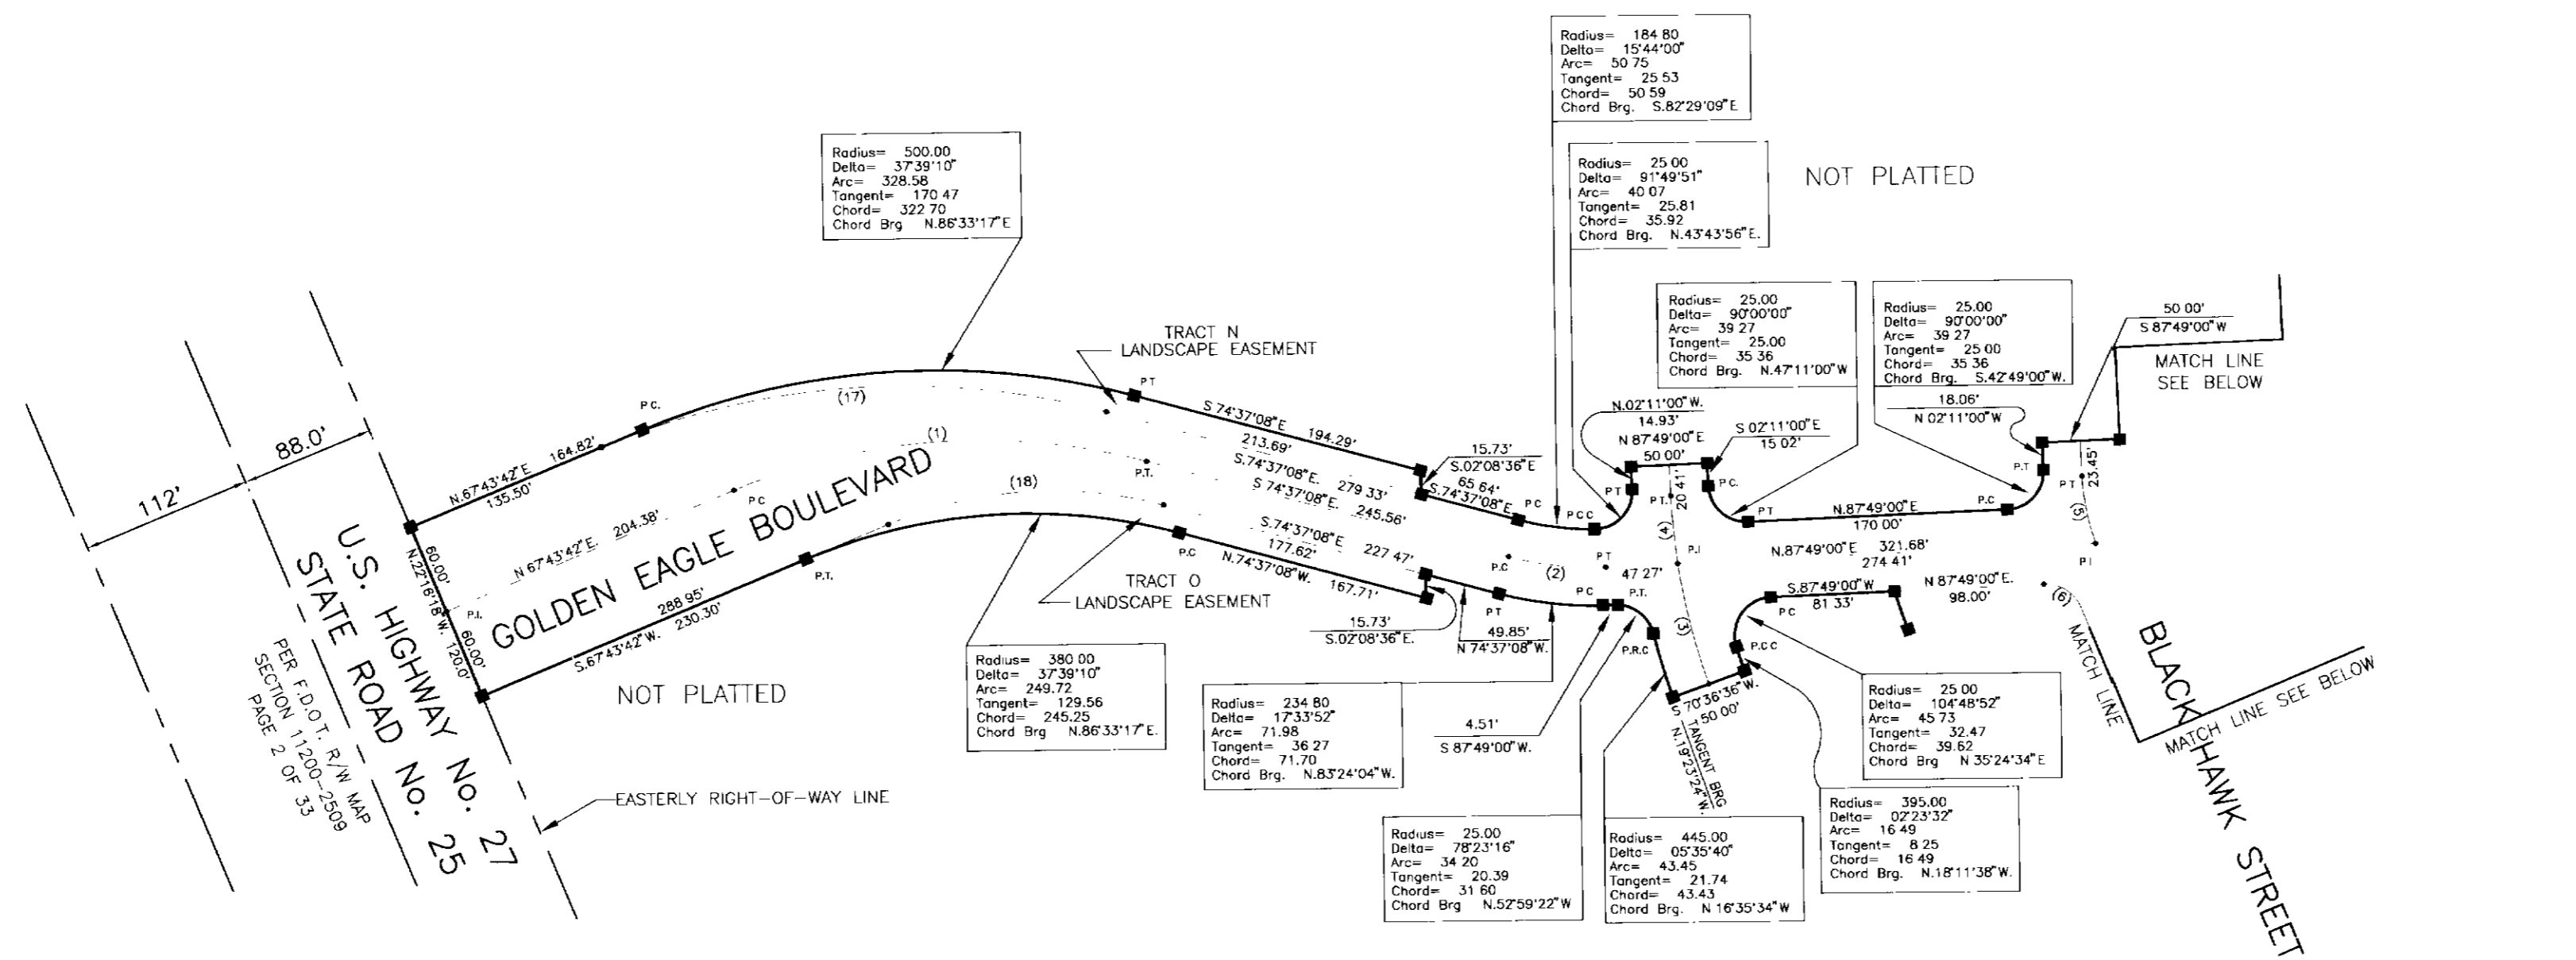 Radius= 184 80
Delta= 15°44'00"
Arc= 50 75
Tangent= 25 53
Chord= 50 59
Chord Brg. S.82°29'09"E.
Radius= 500.00
Delta= 37°39'10"
Arc= 328.58
Tangent= 170 47
Chord= 322 70
Chord Brg N.86°33'17"E
Radius= 25 00
Delta= 91°49'51"
Arc= 40 07
Tangent= 25.81
Chord= 35.92
Chord Brg. N.43°43'56"E.
NOT PLATTED
Radius= 25.00
Delta= 90°00'00"
Arc= 39 27
Tangent= 25.00
Chord= 35 36
Chord Brg. N.47°11'00"W
Radius= 25.00
Delta= 90°00'00"
Arc= 39 27
Tangent= 25 00
Chord= 35 36
Chord Brg. S.42°49'00"W.
50 00'
S 87°49'00"W
MATCH LINE
SEE BELOW
TRACT N
LANDSCAPE EASEMENT
P T
P C.
(17)
(1)
(18)
N.67°43'42"E 164.82'
135.50'
88.0'
112'
N 67°43'42"E. 204.38'
P C
P.T.
S 74°37'08"E 194.29'
213.69'
S.74°37'08"E. 279 33'
S 74°37'08"E. 245.56'
15.73'
S.02°08'36"E
65 64'
S.74°37'08"E.
P C
P C C
P T
N.02°11'00"W.
14.93'
N 87°49'00"E
50 00'
S 02°11'00"E
15 02'
P C.
P T
P T.
20 41'
(4)
P.I
N.87°49'00"E
170 00'
P.C
18.06'
N 02°11'00"W
P.T
P T
23.45'
(5)
P I
N.87°49'00"E 321.68'
274 41'
N 87°49'00"E.
98.00'
(6)
MATCH LINE
BLACK HAWK STREET
MATCH LINE SEE BELOW
GOLDEN EAGLE BOULEVARD
60.00'
N.22°16'18"W. 120.0'
60.00'
P.I.
288 95'
S.67°43'42"W. 230.30'
P.T.
P.C
S.74°37'08"E 227 47'
177.62'
N.74°37'08"W. 167.71'
TRACT O
LANDSCAPE EASEMENT
15.73'
S.02°08'36"E.
49.85'
N 74°37'08"W.
P T
P.C
(2)
P T
47 27'
P C
P.T.
P.R.C
(3)
S 70°36'36"W.
50 00'
TANGENT BRG
N.19°23'24"W.
P.C C
P C
S.87°49'00"W
81 33'
4.51'
S 87°49'00"W.
U.S. HIGHWAY No. 27
STATE ROAD No. 25
PER F.D.O.T. R/W MAP
SECTION 11200-2509
PAGE 2 OF 33
NOT PLATTED
EASTERLY RIGHT-OF-WAY LINE
Radius= 380 00
Delta= 37°39'10"
Arc= 249.72
Tangent= 129.56
Chord= 245.25
Chord Brg N.86°33'17"E.
Radius= 234 80
Delta= 17°33'52"
Arc= 71.98
Tangent= 36 27
Chord= 71.70
Chord Brg. N.83°24'04"W.
Radius= 25.00
Delta= 78°23'16"
Arc= 34 20
Tangent= 20.39
Chord= 31 60
Chord Brg N.52°59'22"W
Radius= 445.00
Delta= 05°35'40"
Arc= 43.45
Tangent= 21.74
Chord= 43.43
Chord Brg. N 16°35'34"W
Radius= 25 00
Delta= 104°48'52"
Arc= 45 73
Tangent= 32.47
Chord= 39.62
Chord Brg N 35°24'34"E
Radius= 395.00
Delta= 02°23'32"
Arc= 16 49
Tangent= 8 25
Chord= 16 49
Chord Brg. N.18°11'38"W.